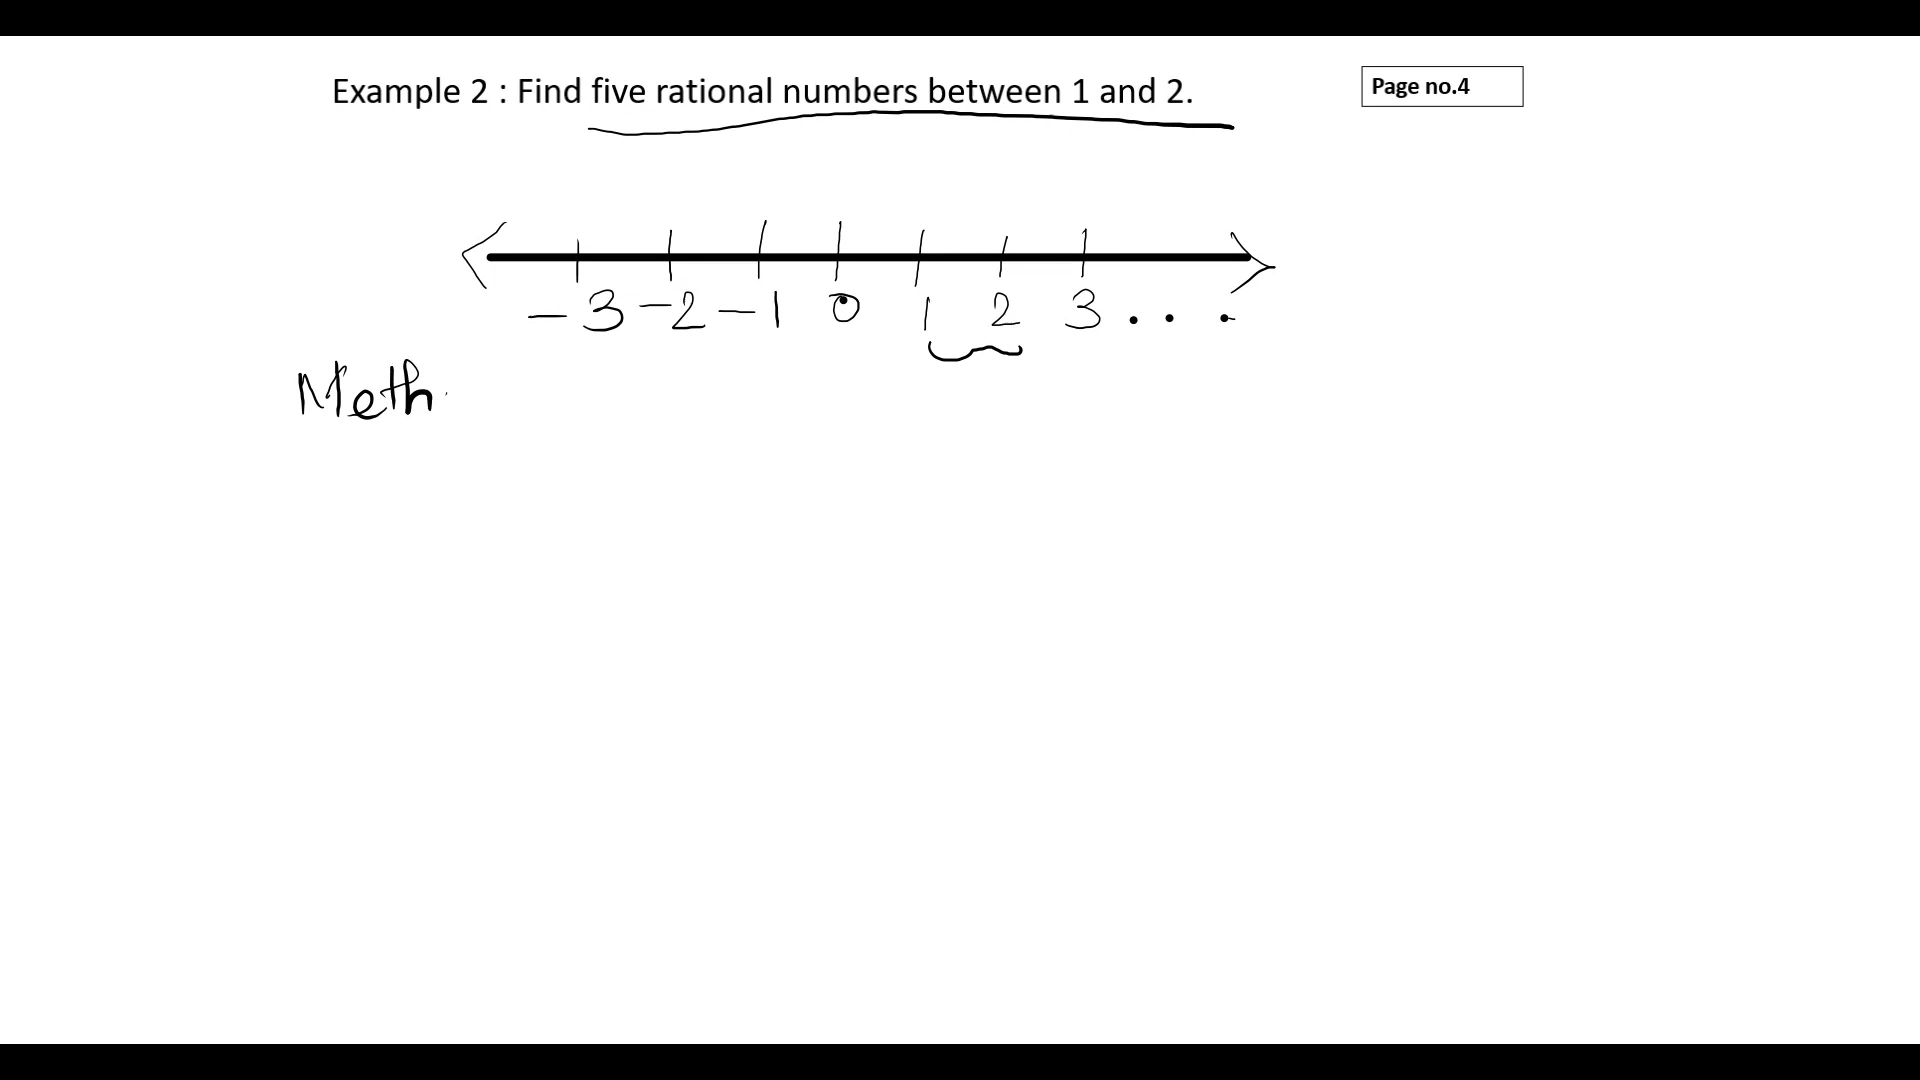 Example 2 : Find five rational numbers between 1 and 2.
Page no.4
-3 -2 -1 0 1 2 3 . . .
Meth